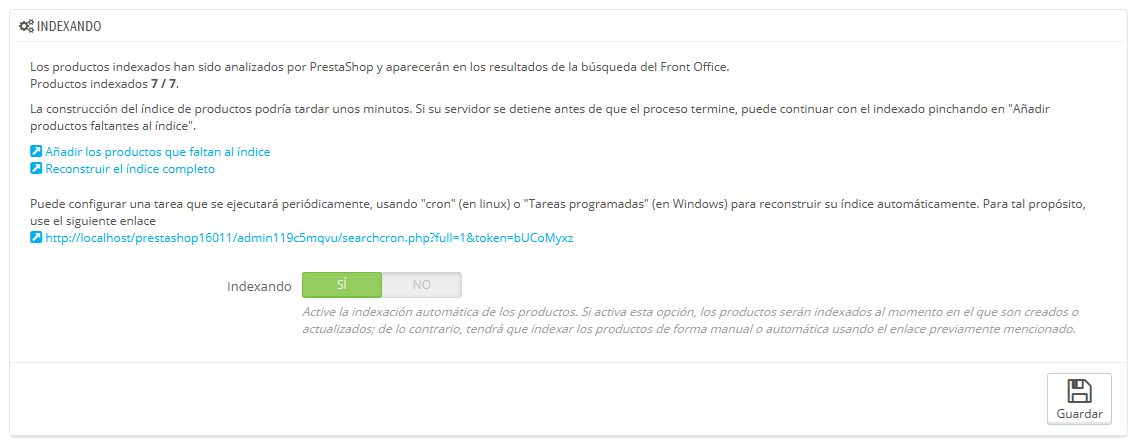 INDEXANDO
Los productos indexados han sido analizados por PrestaShop y aparecerán en los resultados de la búsqueda del Front Office.
Productos indexados 7 / 7.
La construcción del índice de productos podría tardar unos minutos. Si su servidor se detiene antes de que el proceso termine, puede continuar con el indexado pinchando en "Añadir
productos faltantes al índice".
Añadir los productos que faltan al índice
Reconstruir el índice completo
Puede configurar una tarea que se ejecutará periódicamente, usando "cron" (en linux) o "Tareas programadas" (en Windows) para reconstruir su índice automáticamente. Para tal propósito,
use el siguiente enlace
http://localhost/prestashop16011/admin119c5mqvu/searchcron.php?full=1&token=bUCoMyxz
Indexando SÍ NO
Active la indexación automática de los productos. Si activa esta opción, los productos serán indexados al momento en el que son creados o
actualizados; de lo contrario, tendrá que indexar los productos de forma manual o automática usando el enlace previamente mencionado.
Guardar